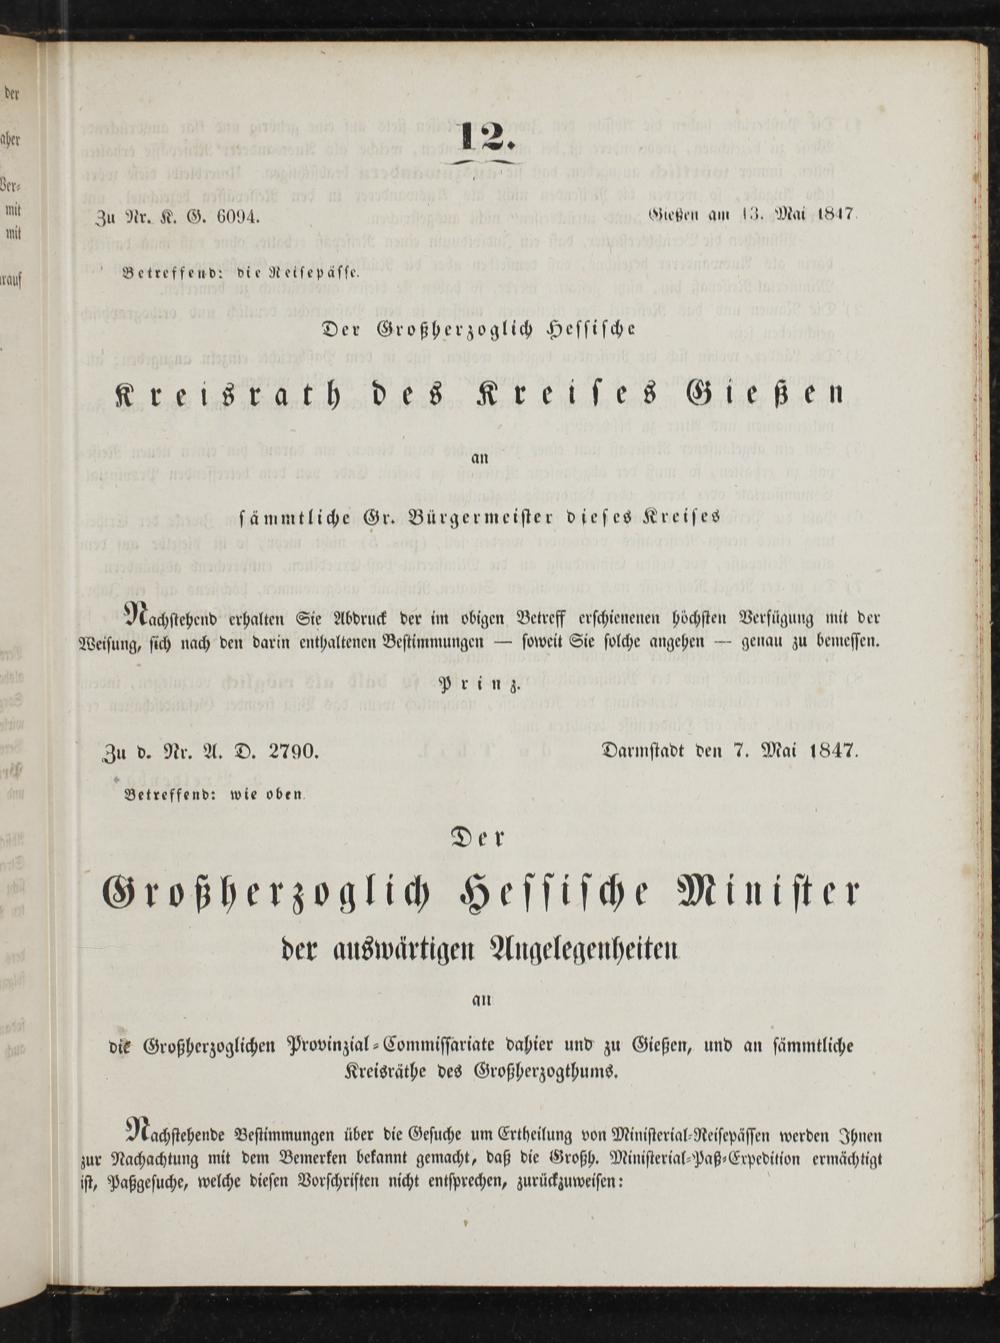 12.
Zu Nr. K. G. 6094.
Gießen am 13. Mai 1847.
Betreffend: die Reisepässe.
Der Großherzoglich Hessische
Kreisrath des Kreises Gießen
an
sämmtliche Gr. Bürgermeister dieses Kreises
Nachstehend erhalten Sie Abdruck der im obigen Betreff erschienenen höchsten Verfügung mit der
Weisung, sich nach den darin enthaltenen Bestimmungen — soweit Sie solche angehen — genau zu bemessen.
Prinz.
Zu d. Nr. A. D. 2790.
Darmstadt den 7. Mai 1847.
Betreffend: wie oben.
Der
Großherzoglich Hessische Minister
der auswärtigen Angelegenheiten
an
die Großherzoglichen Provinzial-Commissariate dahier und zu Gießen, und an sämmtliche
Kreisräthe des Großherzogthums.
Nachstehende Bestimmungen über die Gesuche um Ertheilung von Ministerial-Reisepässen werden Ihnen
zur Nachachtung mit dem Bemerken bekannt gemacht, daß die Großh. Ministerial-Paß-Expedition ermächtigt
ist, Paßgesuche, welche diesen Vorschriften nicht entsprechen, zurückzuweisen: